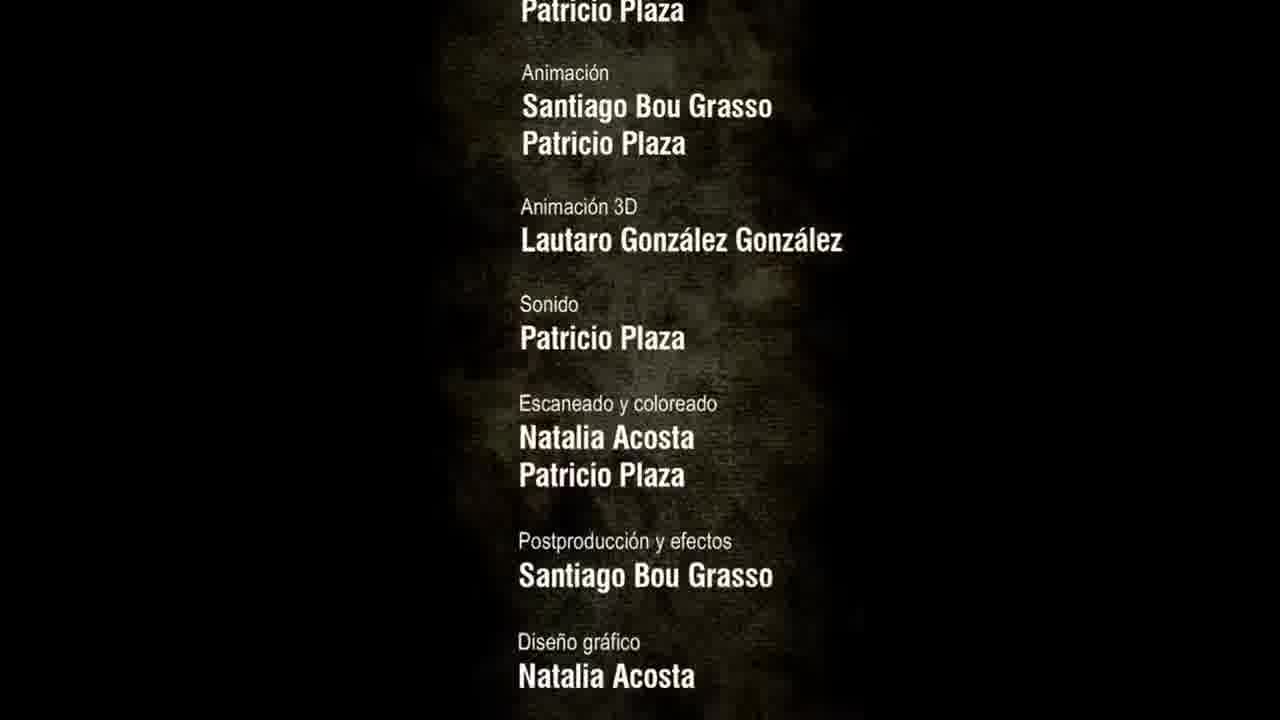 Patricio Plaza
Animación
Santiago Bou Grasso
Patricio Plaza
Animación 3D
Lautaro González González
Sonido
Patricio Plaza
Escaneado y coloreado
Natalia Acosta
Patricio Plaza
Postproducción y efectos
Santiago Bou Grasso
Diseño gráfico
Natalia Acosta